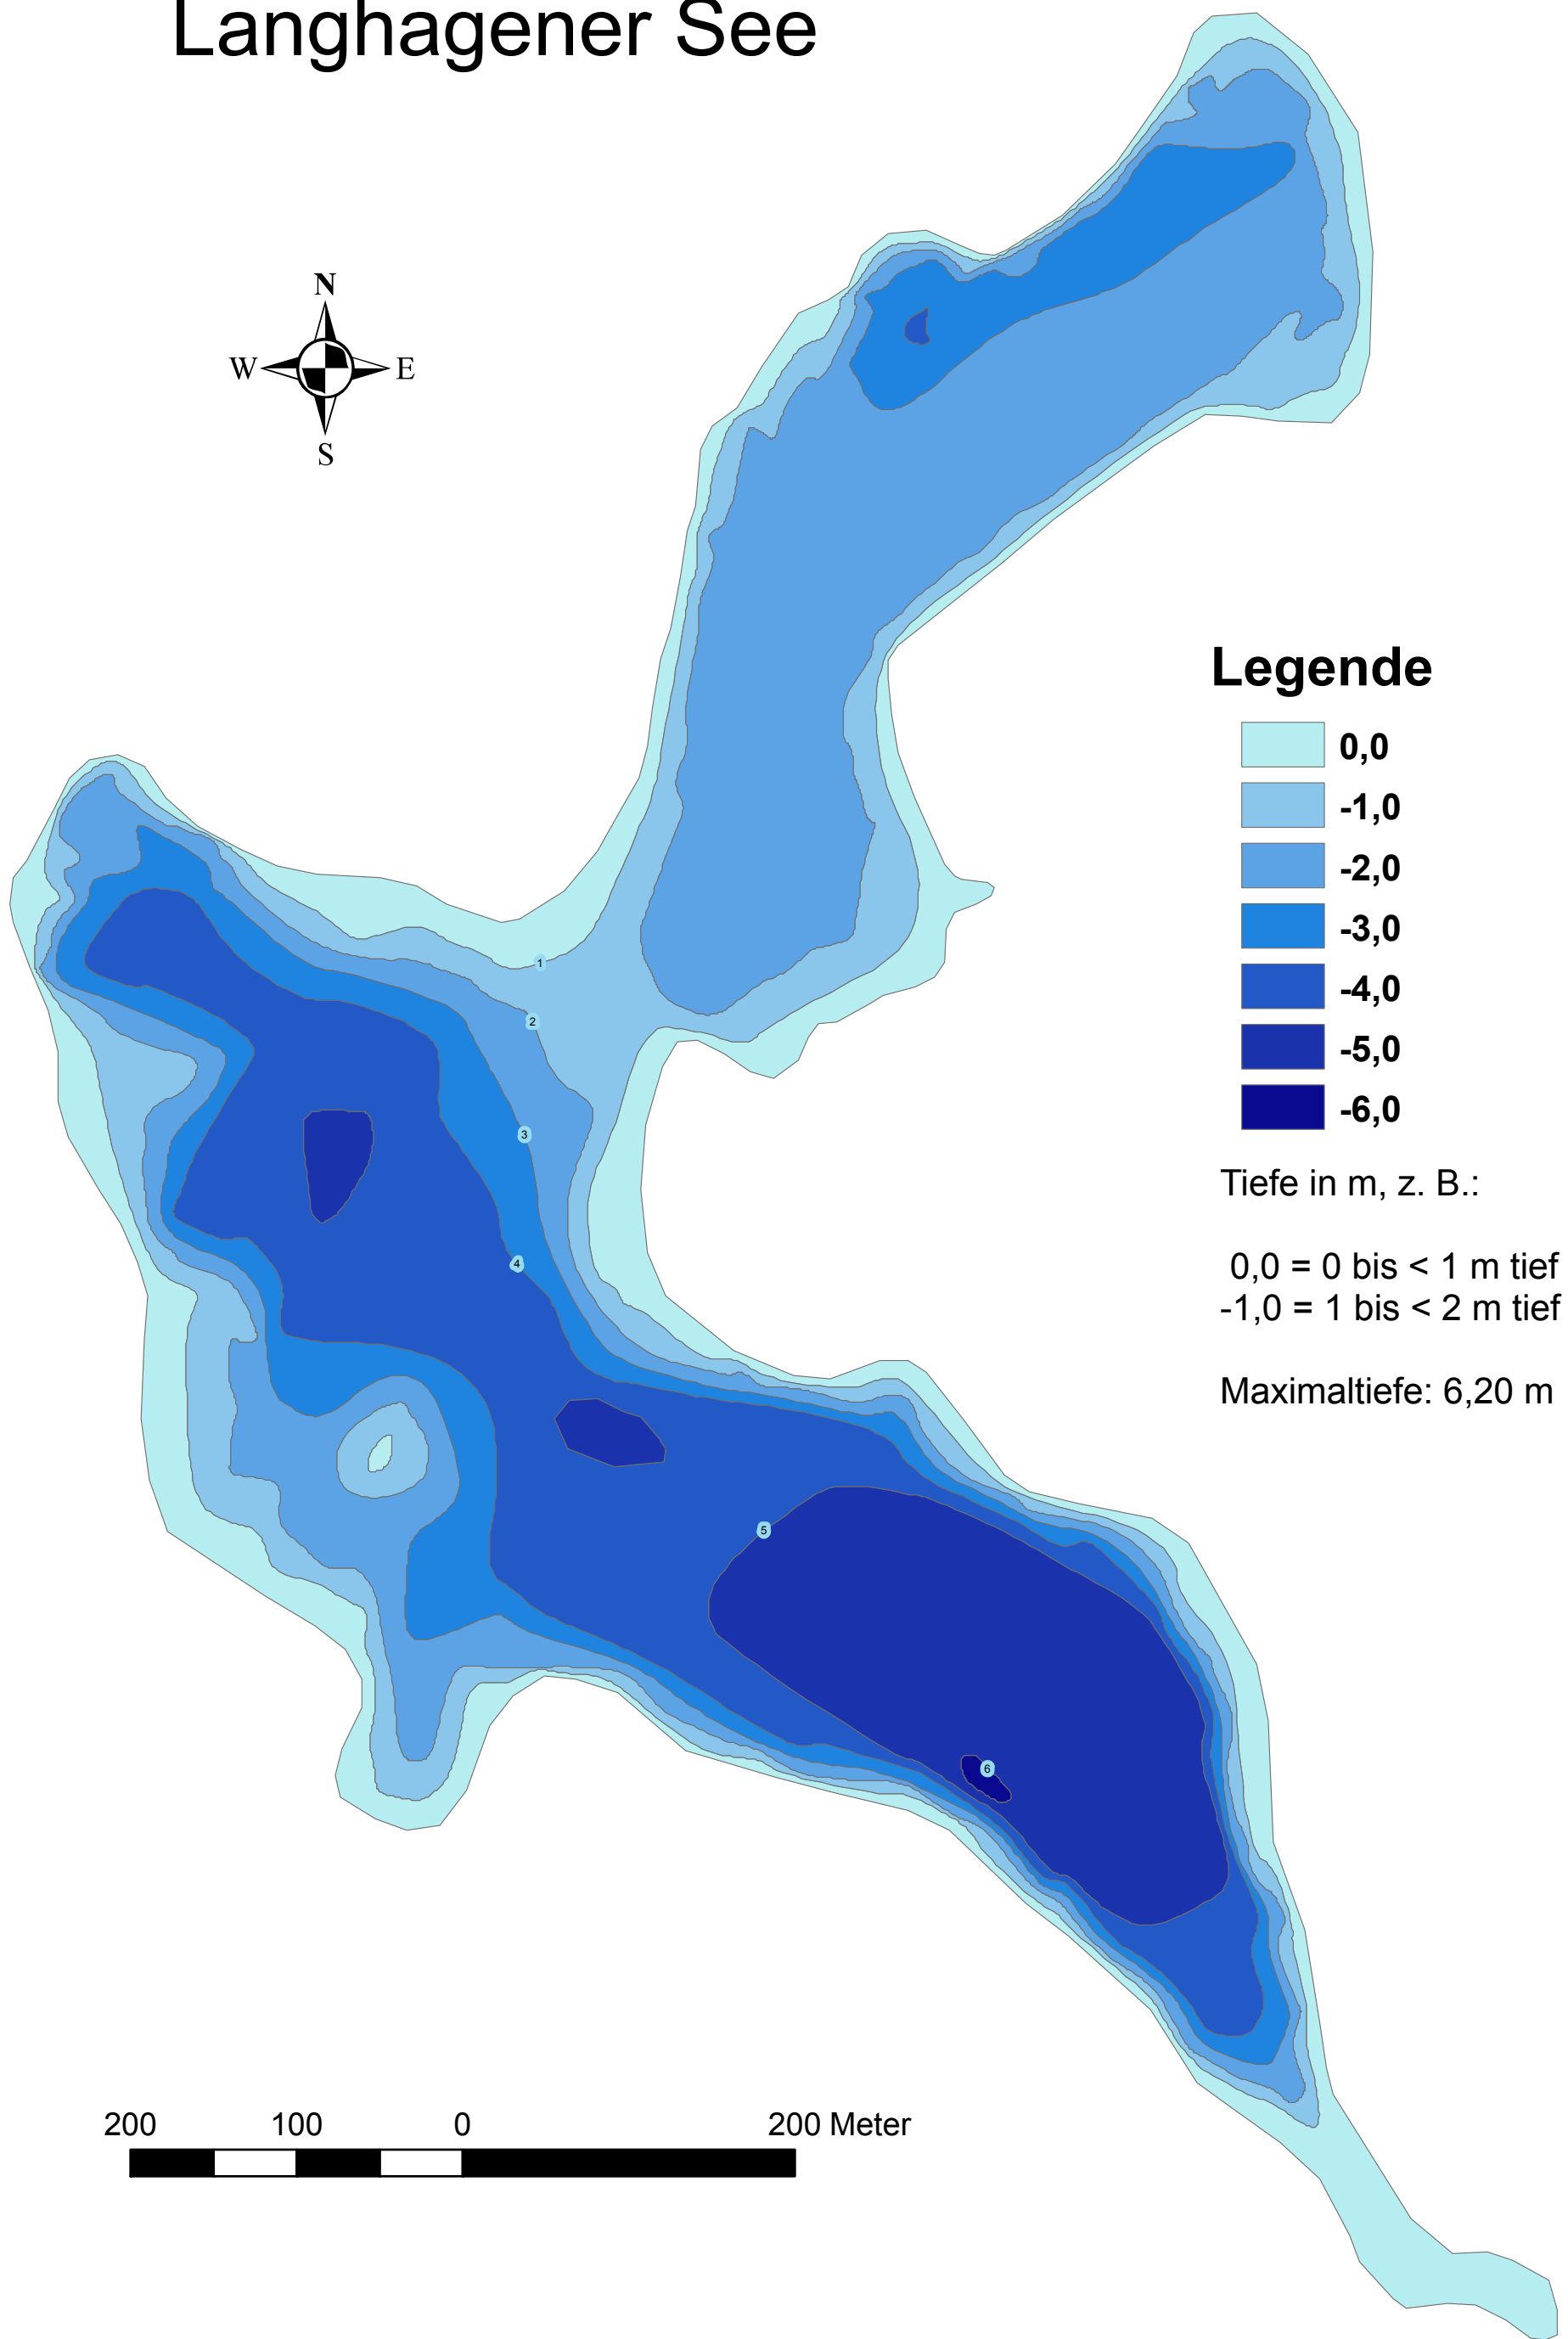 Langhagener See
N
W E
S
Legende
0,0
-1,0
-2,0
-3,0
-4,0
-5,0
-6,0
Tiefe in m, z. B.:
0,0 = 0 bis < 1 m tief
-1,0 = 1 bis < 2 m tief
Maximaltiefe: 6,20 m
1
2
3
4
5
6
200 100 0 200 Meter